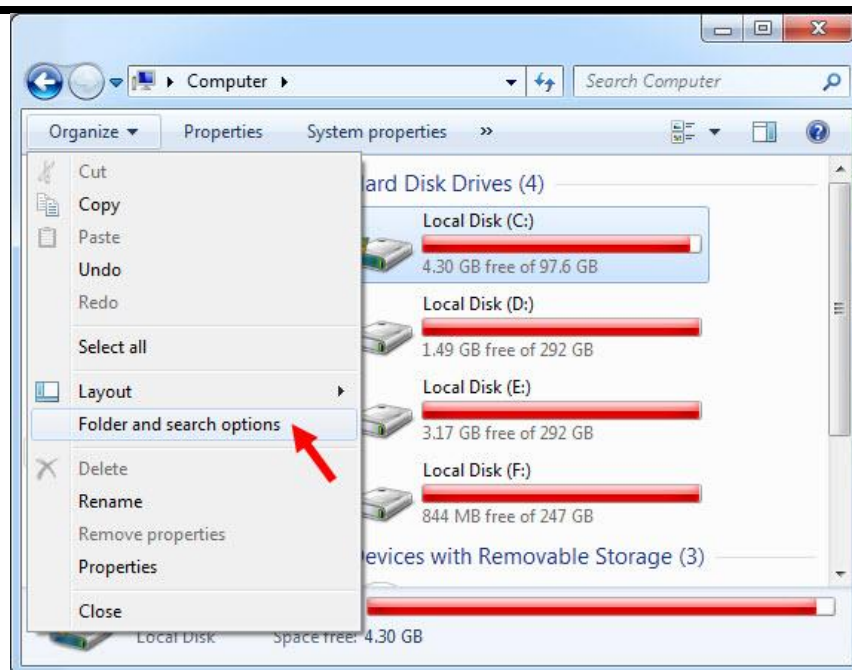 Computer
Search Computer
Organize
Properties
System properties
»
Cut
Copy
Paste
Undo
Redo
Select all
Layout
Folder and search options
Delete
Rename
Remove properties
Properties
Close
ard Disk Drives (4)
Local Disk (C:)
4.30 GB free of 97.6 GB
Local Disk (D:)
1.49 GB free of 292 GB
Local Disk (E:)
3.17 GB free of 292 GB
Local Disk (F:)
844 MB free of 247 GB
evices with Removable Storage (3)
Local Disk Space free: 4.30 GB